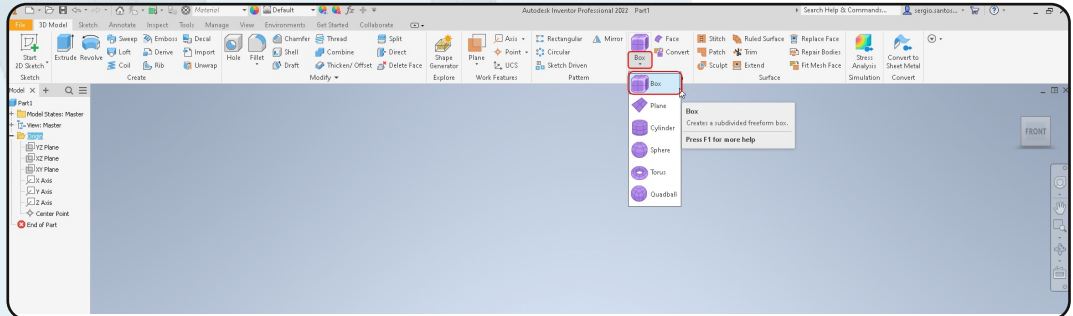 Material
Default
Autodesk Inventor Professional 2022 Part1
Search Help & Commands...
sergio.santos...
File 3D Model Sketch Annotate Inspect Tools Manage View Environments Get Started Collaborate
Start 2D Sketch
Extrude
Revolve
Sweep
Emboss
Decal
Loft
Derive
Import
Coil
Rib
Unwrap
Hole
Fillet
Chamfer
Thread
Split
Shell
Combine
Direct
Draft
Thicken/ Offset
Delete Face
Shape Generator
Plane
Axis
Point
UCS
Rectangular
Mirror
Circular
Sketch Driven
Box
Face
Convert
Stitch
Ruled Surface
Replace Face
Patch
Trim
Repair Bodies
Sculpt
Extend
Fit Mesh Face
Stress Analysis
Convert to Sheet Metal
Sketch
Create
Modify
Explore
Work Features
Pattern
Surface
Simulation
Convert
Model
Part1
Model States: Master
View: Master
Origin
YZ Plane
XZ Plane
XY Plane
X Axis
Y Axis
Z Axis
Center Point
End of Part
Box
Plane
Cylinder
Sphere
Torus
Quadball
Box
Creates a subdivided freeform box.
Press F1 for more help
FRONT